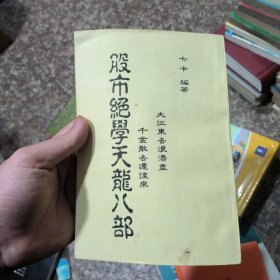 七卡 編著
大江東去浪濤盡
千金散去還復來
股市絕學天龍八部